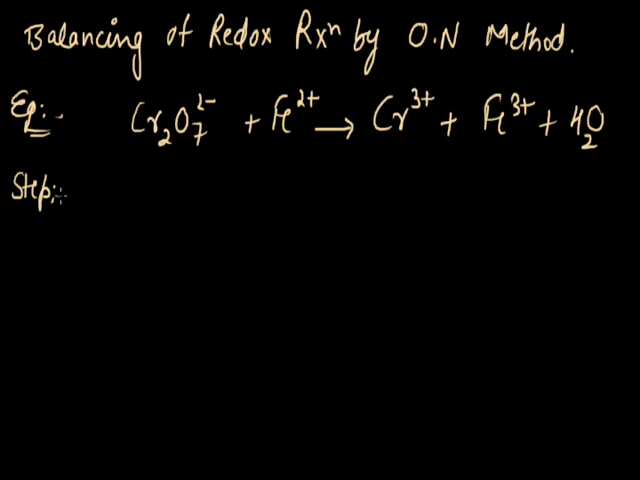 Balancing of Redox Rxⁿ by O.N Method.
Eg:- Cr₂O₇²⁻ + Fe²⁺ → Cr³⁺ + Fe³⁺ + H₂O
Step: